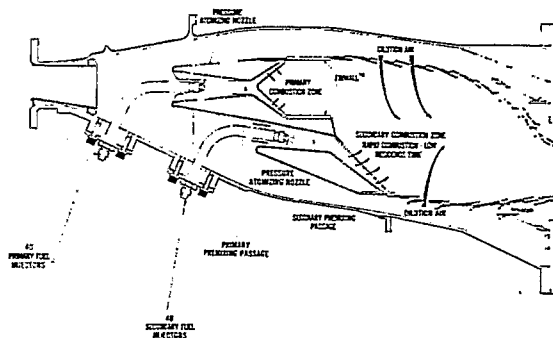 PRESSURE
ATOMIZING NOZZLE
DILUTION AIR
PRIMARY
COMBUSTION ZONE
SECONDARY COMBUSTION ZONE
RAPID COMBUSTION - LOW
RESIDENCE TIME
PRESSURE
ATOMIZING NOZZLE
DILUTION AIR
SECONDARY PREMIXING
PASSAGE
PRIMARY FUEL
INJECTORS
PRIMARY
PREMIXING PASSAGE
SECONDARY FUEL
INJECTORS